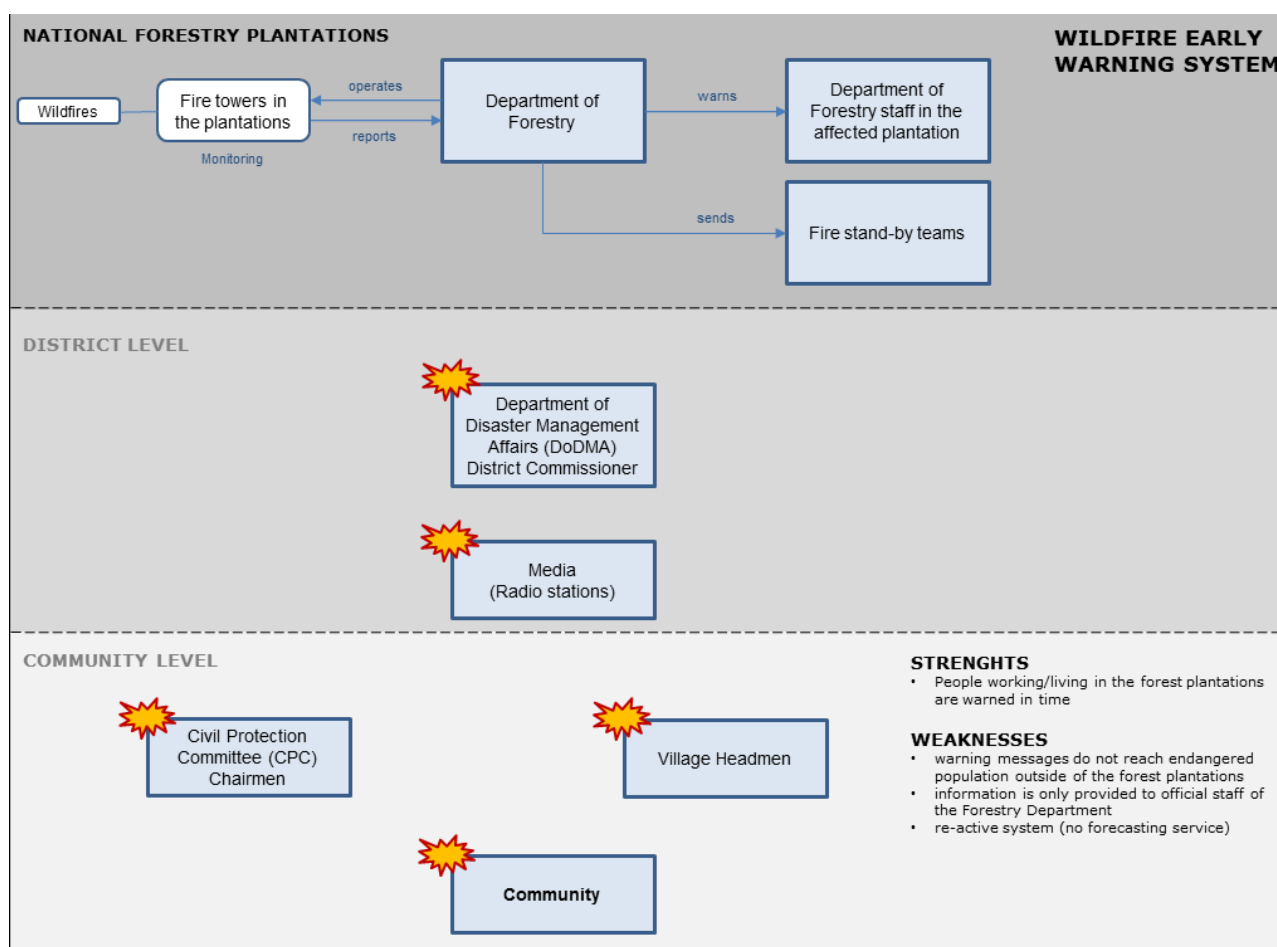 NATIONAL FORESTRY PLANTATIONS
WILDFIRE EARLY
WARNING SYSTEM
Wildfires
Fire towers in
the plantations
Monitoring
operates
reports
Department of
Forestry
warns
Department of
Forestry staff in the
affected plantation
sends
Fire stand-by teams
DISTRICT LEVEL
Department of
Disaster Management
Affairs (DoDMA)
District Commissioner
Media
(Radio stations)
COMMUNITY LEVEL
Civil Protection
Committee (CPC)
Chairmen
Village Headmen
Community
STRENGHTS
• People working/living in the forest plantations
are warned in time
WEAKNESSES
• warning messages do not reach endangered
population outside of the forest plantations
• information is only provided to official staff of
the Forestry Department
• re-active system (no forecasting service)